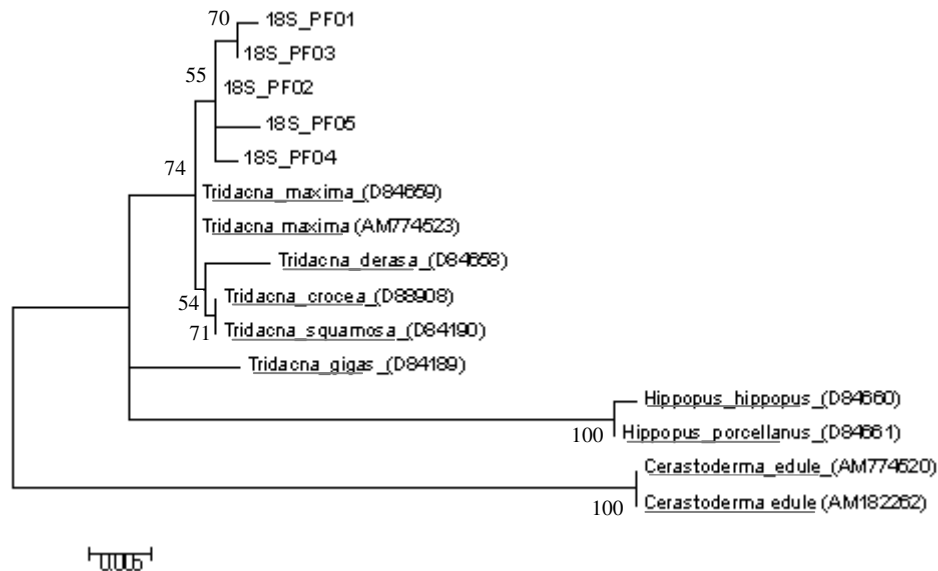 70
18S_PF01
18S_PF03
55
18S_PF02
18S_PF05
18S_PF04
74
Tridacna_maxima_(D84659)
Tridacna maxima (AM774523)
Tridacna_derasa_(D84658)
54
Tridacna_crocea_(D88908)
71
Tridacna_squamosa_(D84190)
Tridacna_gigas_(D84189)
Hippopus_hippopus_(D84660)
100
Hippopus_porcellanus_(D84661)
Cerastoderma_edule_(AM774520)
100
Cerastoderma edule (AM182262)
0.005